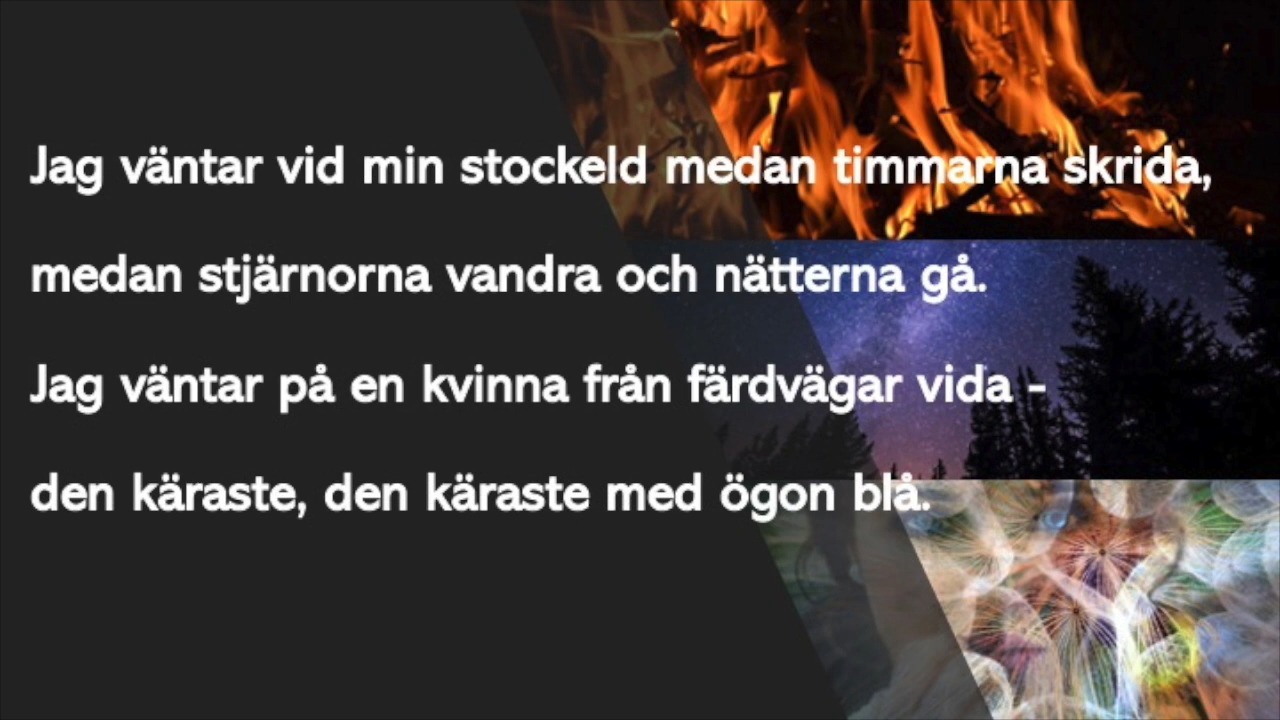 Jag väntar vid min stockeld medan timmarna skrida,
medan stjärnorna vandra och nätterna gå.
Jag väntar på en kvinna från färdvägar vida -
den käraste, den käraste med ögon blå.